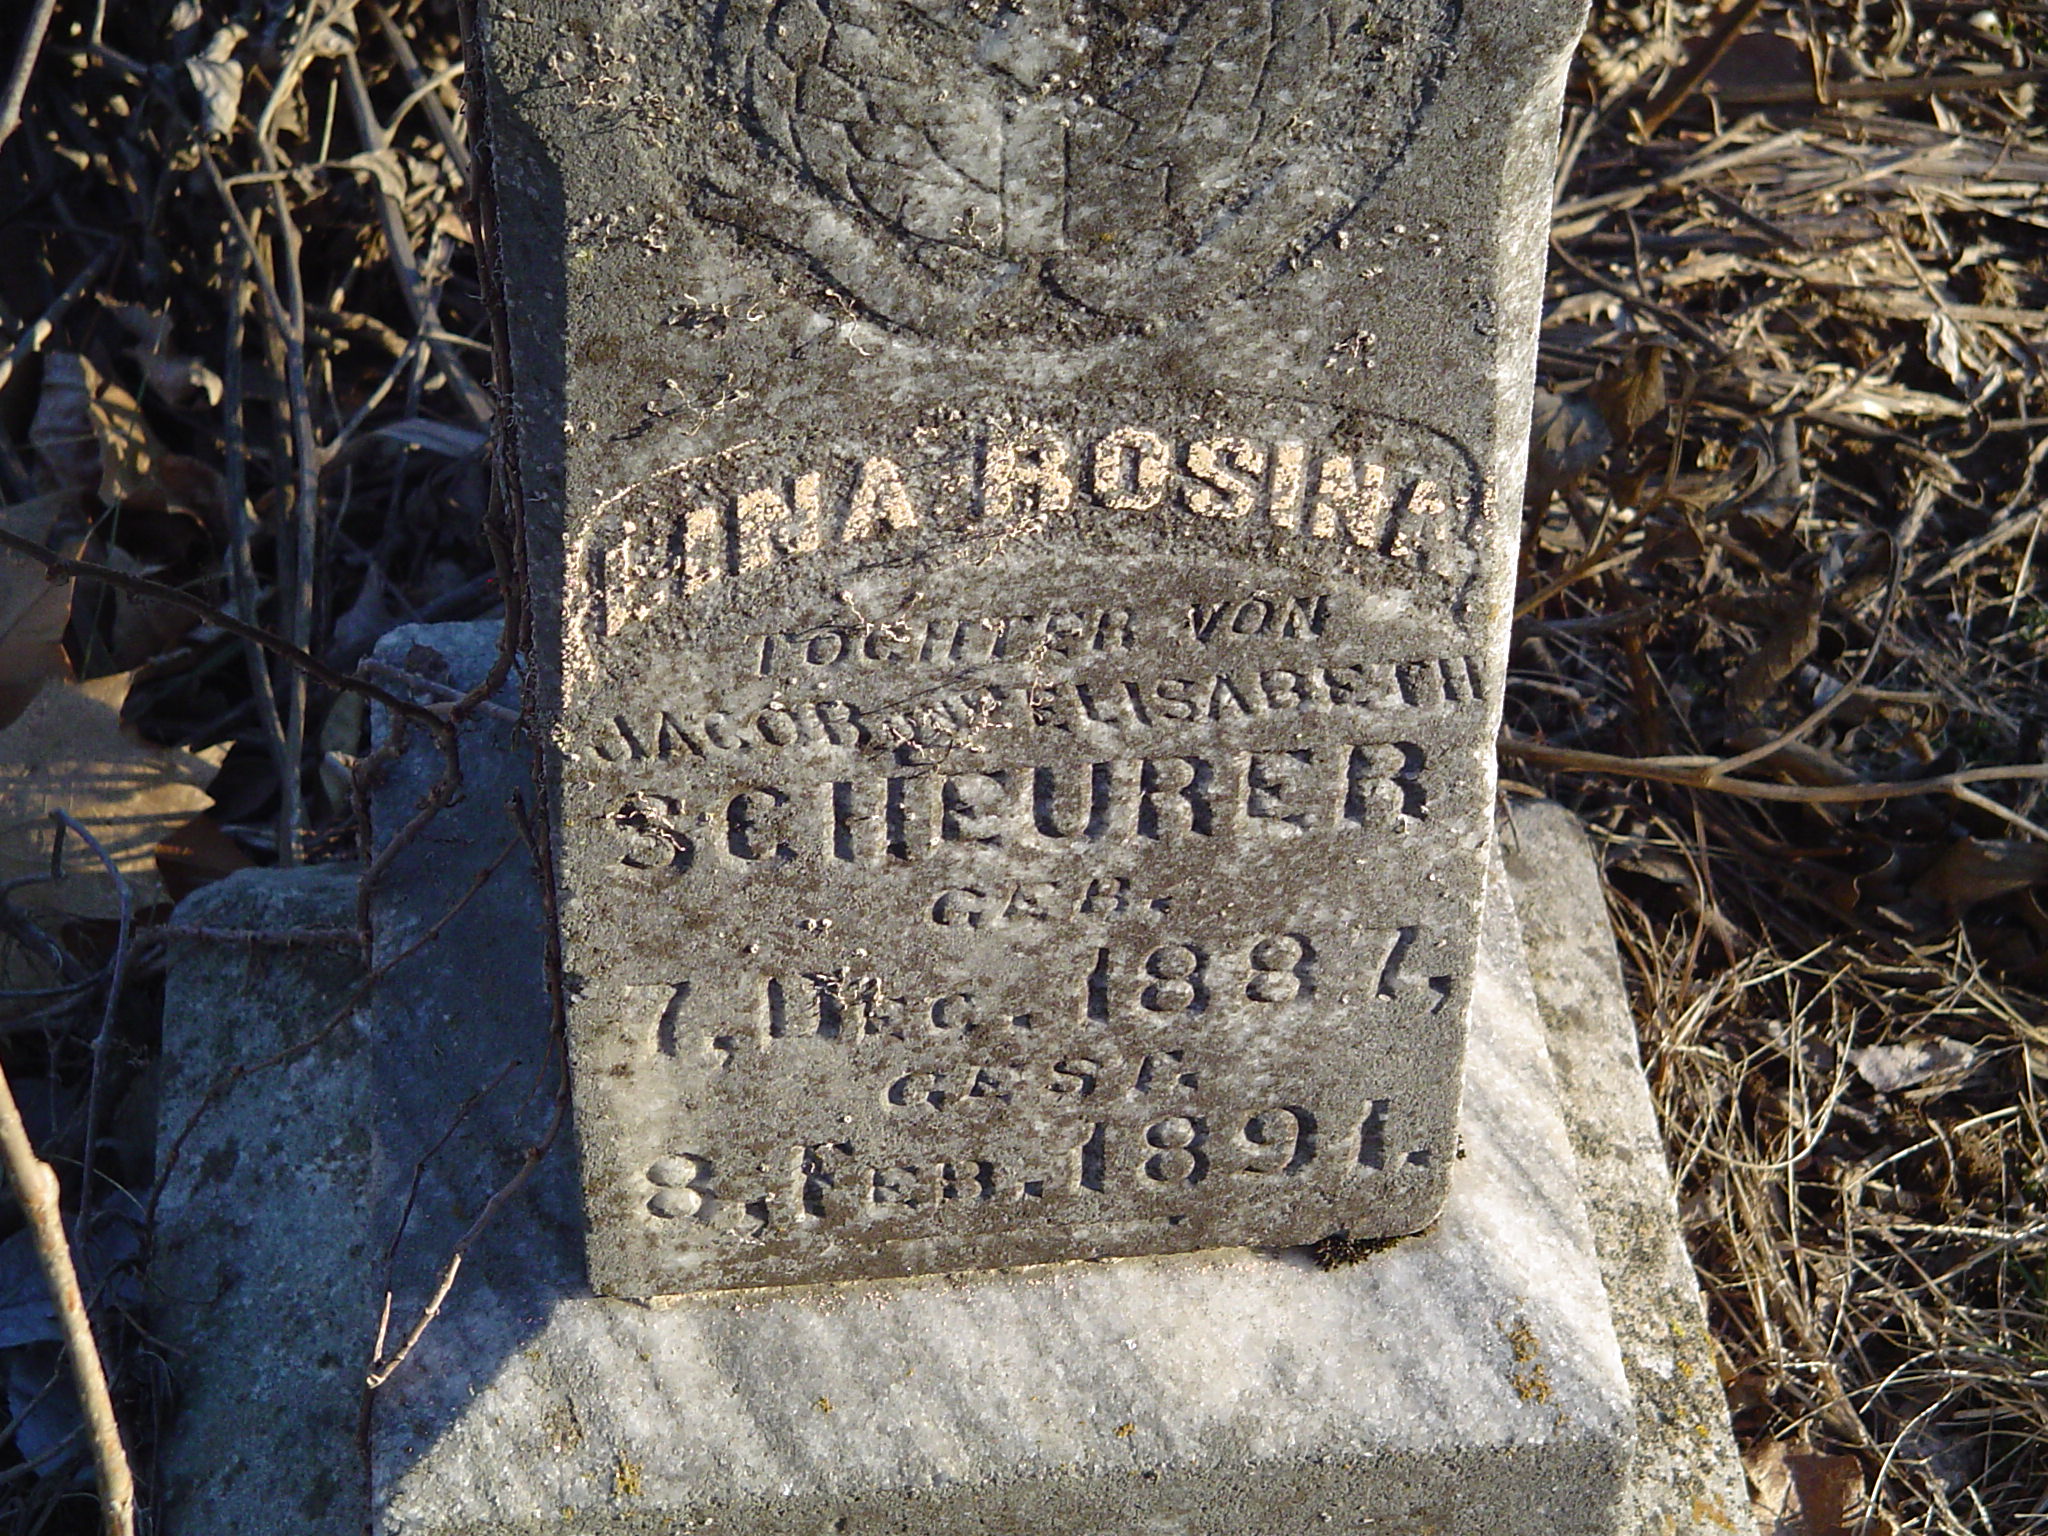 LINA ROSINA
TOCHTER VON
JACOB UND ELISABETH
SCHEURER
GEB.
7, DEC. 1887,
GEST.
8, FEB. 1891.